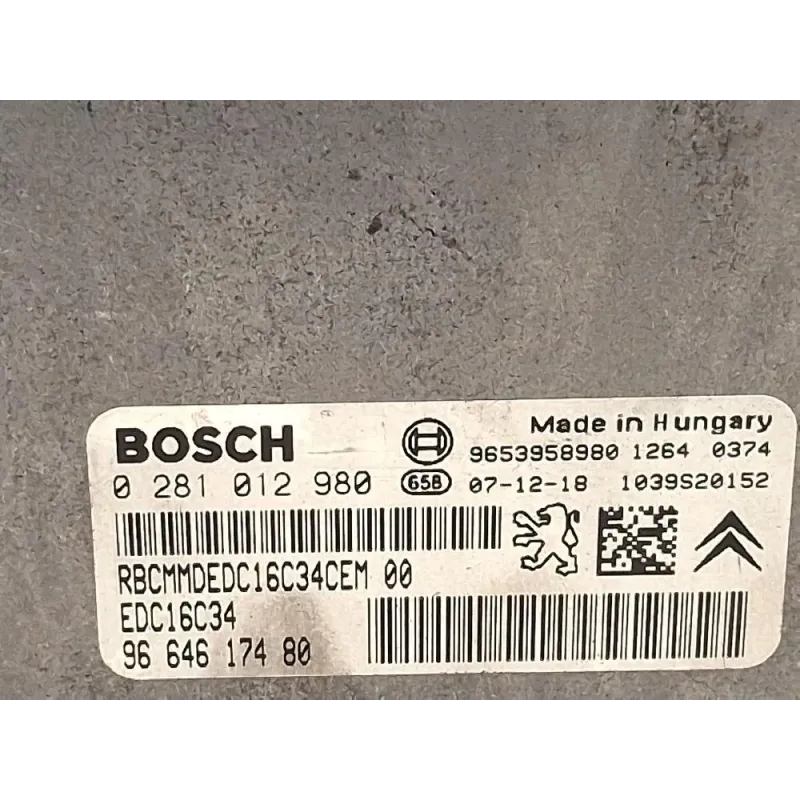 BOSCH
Made in Hungary
9653958980 1264 0374
0 281 012 980 65B 07-12-18 1039S20152
RBCMMDEDC16C34CEM 00
EDC16C34
96 646 174 80